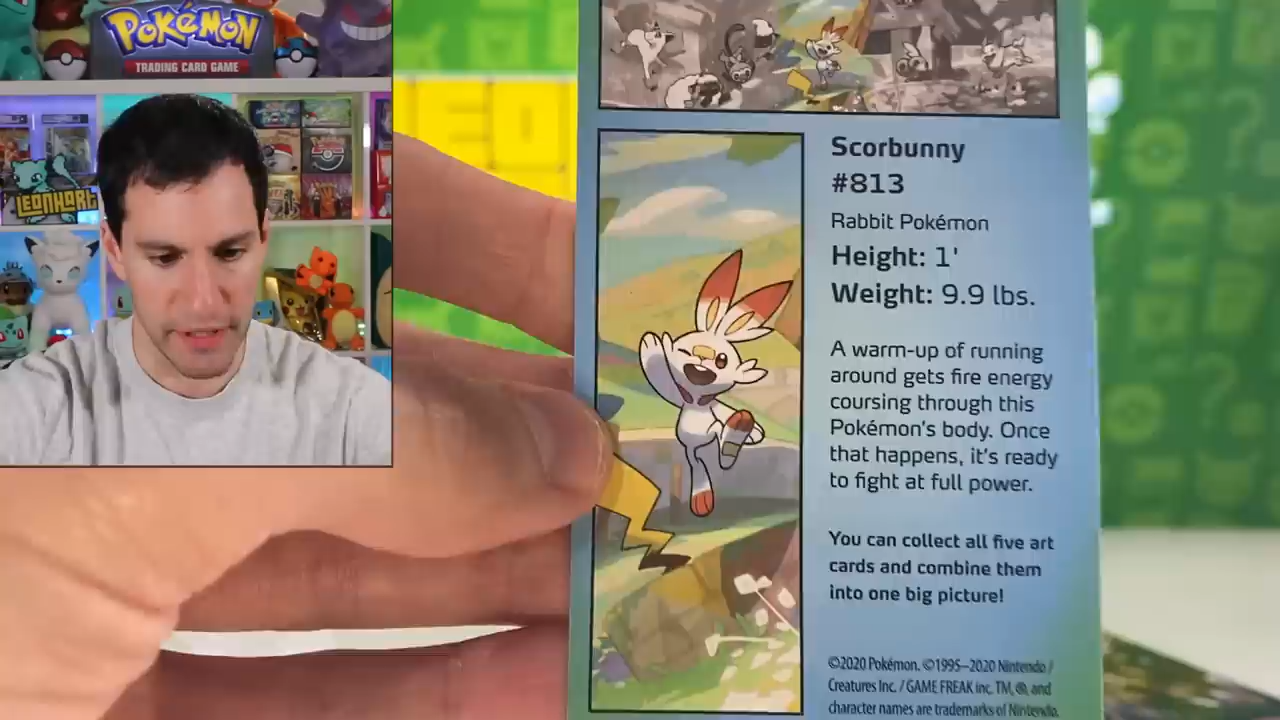 POKéMON
TRADING CARD GAME
LEONHART
Scorbunny
#813
Rabbit Pokémon
Height: 1'
Weight: 9.9 lbs.
A warm-up of running
around gets fire energy
coursing through this
Pokémon's body. Once
that happens, it's ready
to fight at full power.
You can collect all five art
cards and combine them
into one big picture!
©2020 Pokémon. ©1995–2020 Nintendo /
Creatures Inc. / GAME FREAK inc. TM, ®, and
character names are trademarks of Nintendo.